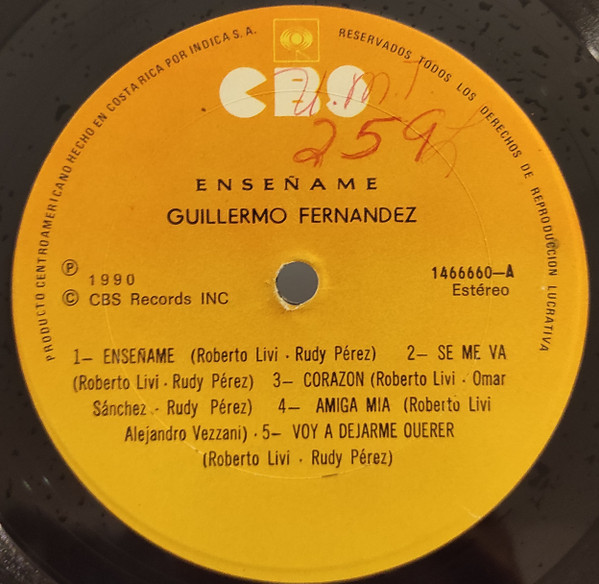 PRODUCTO CENTROAMERICANO HECHO EN COSTA RICA POR INDICA S.A.
RESERVADOS TODOS LOS DERECHOS DE REPRODUCCION LUCRATIVA
CBS
U.M.T.
259
ENSEÑAME
GUILLERMO FERNANDEZ
Ⓟ 1990
© CBS Records INC
1466660—A
Estéreo
1— ENSEÑAME (Roberto Livi · Rudy Pérez) 2— SE ME VA
(Roberto Livi · Rudy Pérez) 3— CORAZON (Roberto Livi · Omar
Sánchez · Rudy Pérez) 4— AMIGA MIA (Roberto Livi
Alejandro Vezzani) · 5— VOY A DEJARME QUERER
(Roberto Livi · Rudy Pérez)